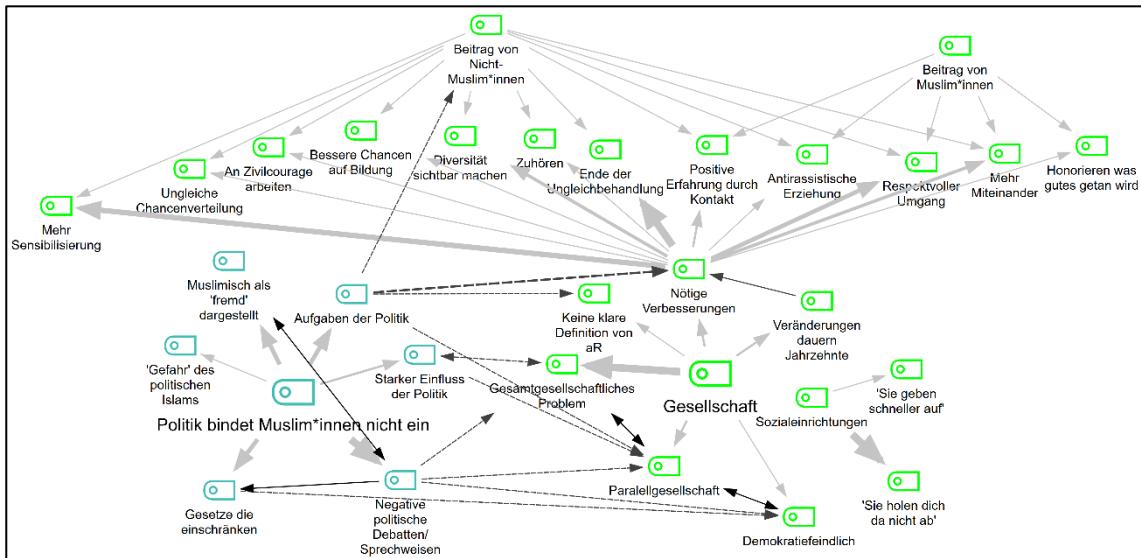 Beitrag von
Nicht-
Muslim*innen
Beitrag von
Muslim*innen
Mehr
Sensibilisierung
Ungleiche
Chancenverteilung
An Zivilcourage
arbeiten
Bessere Chancen
auf Bildung
Diversität
sichtbar machen
Zuhören
Ende der
Ungleichbehandlung
Positive
Erfahrung durch
Kontakt
Antirassistische
Erziehung
Respektvoller
Umgang
Mehr
Miteinander
Honorieren was
gutes getan wird
Muslimisch als
'fremd'
dargestellt
Aufgaben der Politik
Keine klare
Definition von
aR
Nötige
Verbesserungen
Veränderungen
dauern
Jahrzehnte
'Gefahr' des
politischen
Islams
Starker Einfluss
der Politik
Gesamtgesellschaftliches
Problem
Gesellschaft
Sozialeinrichtungen
'Sie geben
schneller auf'
Politik bindet Muslim*innen nicht ein
Gesetze die
einschränken
Negative
politische
Debatten/
Sprechweisen
Paralellgesellschaft
Demokratiefeindlich
'Sie holen dich
da nicht ab'